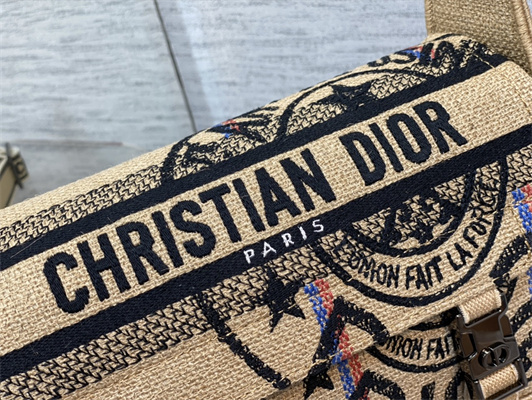 CHRISTIAN DIOR
PARIS
L'UNION FAIT LA FORCE
UNION FAIT